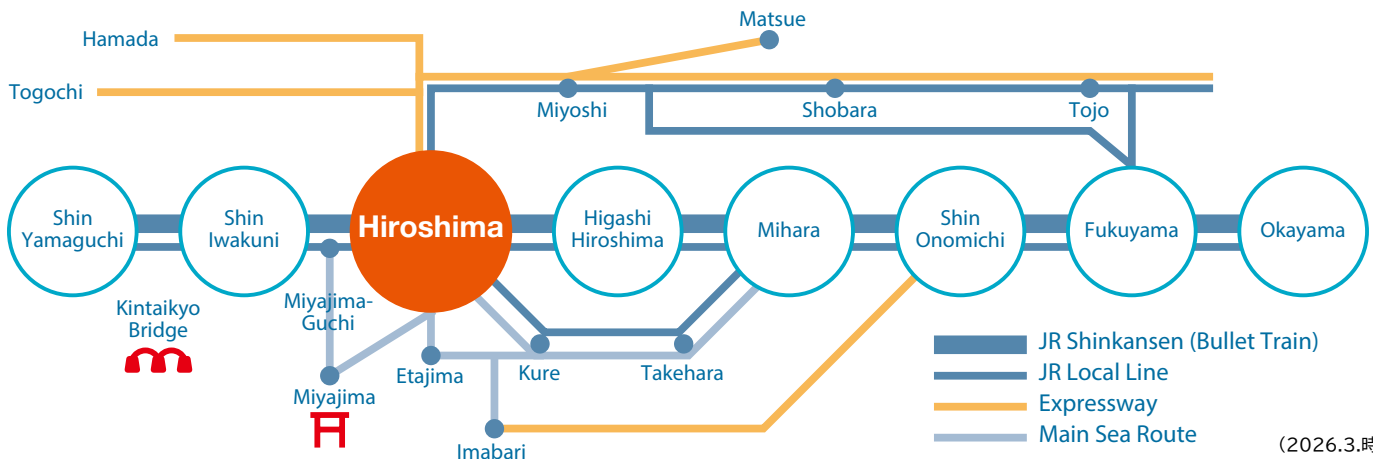 Matsue
Hamada
Togochi
Miyoshi
Shobara
Tojo
Shin
Yamaguchi
Shin
Iwakuni
Hiroshima
Higashi
Hiroshima
Mihara
Shin
Onomichi
Fukuyama
Okayama
Kintaikyo
Bridge
Miyajima-
Guchi
Miyajima
Etajima
Kure
Takehara
Imabari
JR Shinkansen (Bullet Train)
JR Local Line
Expressway
Main Sea Route
(2026.3.時